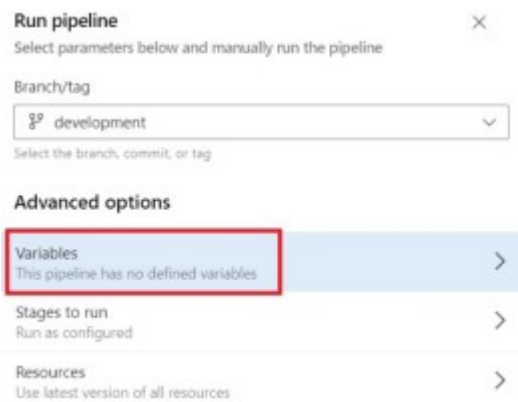 Run pipeline
Select parameters below and manually run the pipeline
Branch/tag
development
Select the branch, commit, or tag
Advanced options
Variables
This pipeline has no defined variables
Stages to run
Run as configured
Resources
Use latest version of all resources